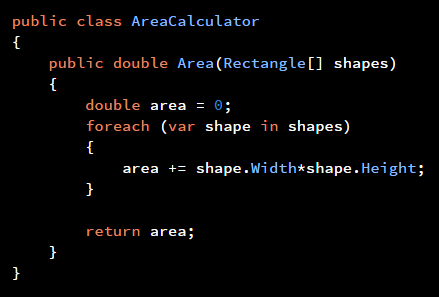 public class AreaCalculator
{
    public double Area(Rectangle[] shapes)
    {
        double area = 0;
        foreach (var shape in shapes)
        {
            area += shape.Width*shape.Height;
        }

        return area;
    }
}